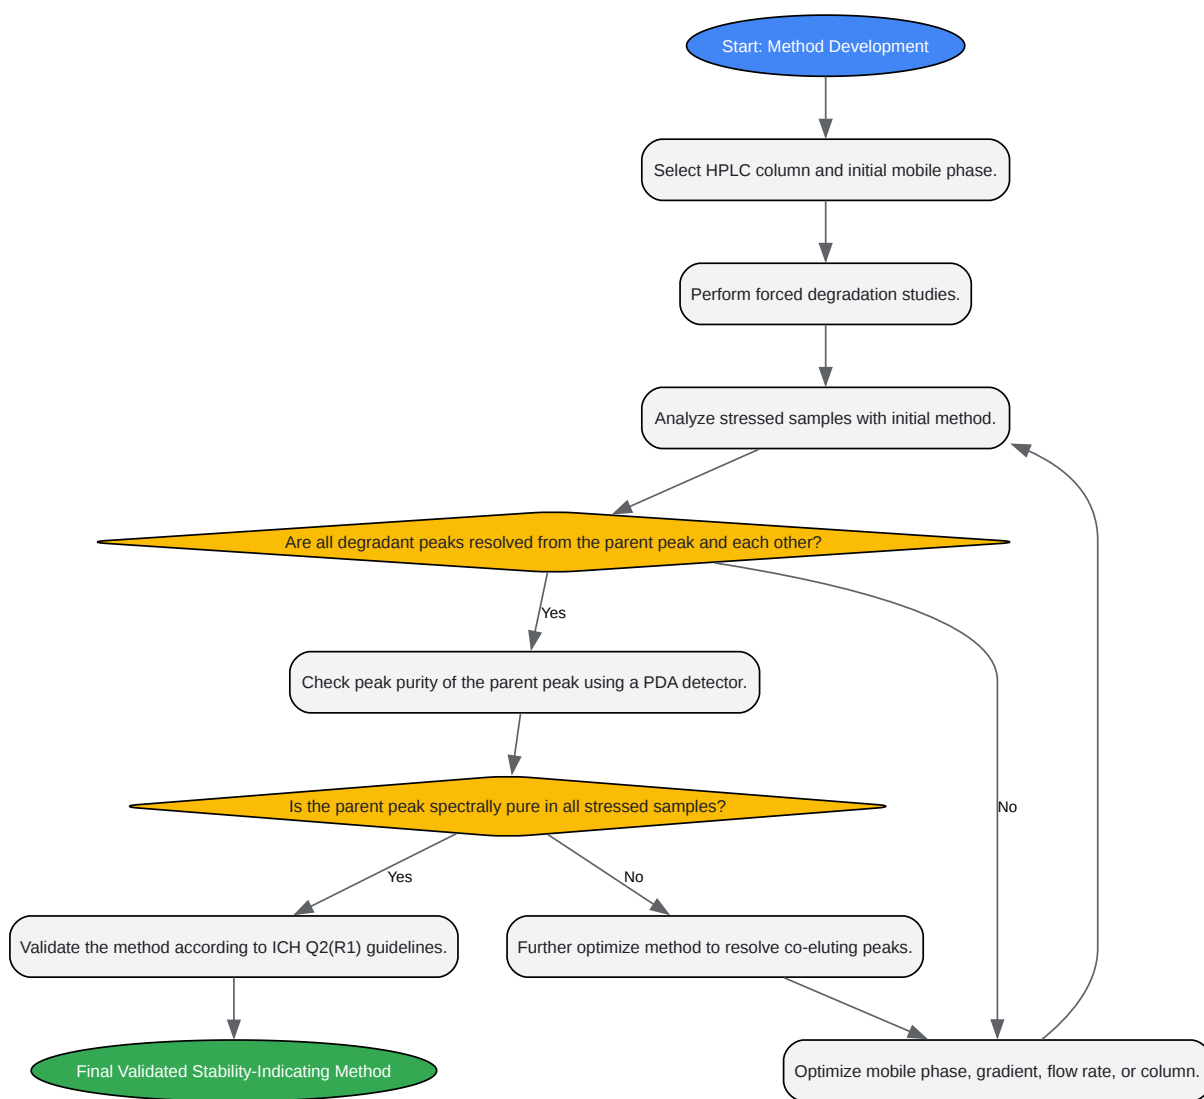 Start: Method Development
Select HPLC column and initial mobile phase.
Perform forced degradation studies.
Analyze stressed samples with initial method.
Are all degradant peaks resolved from the parent peak and each other?
Yes
Check peak purity of the parent peak using a PDA detector.
Is the parent peak spectrally pure in all stressed samples?
No
Yes
No
Validate the method according to ICH Q2(R1) guidelines.
Further optimize method to resolve co-eluting peaks.
Final Validated Stability-Indicating Method
Optimize mobile phase, gradient, flow rate, or column.